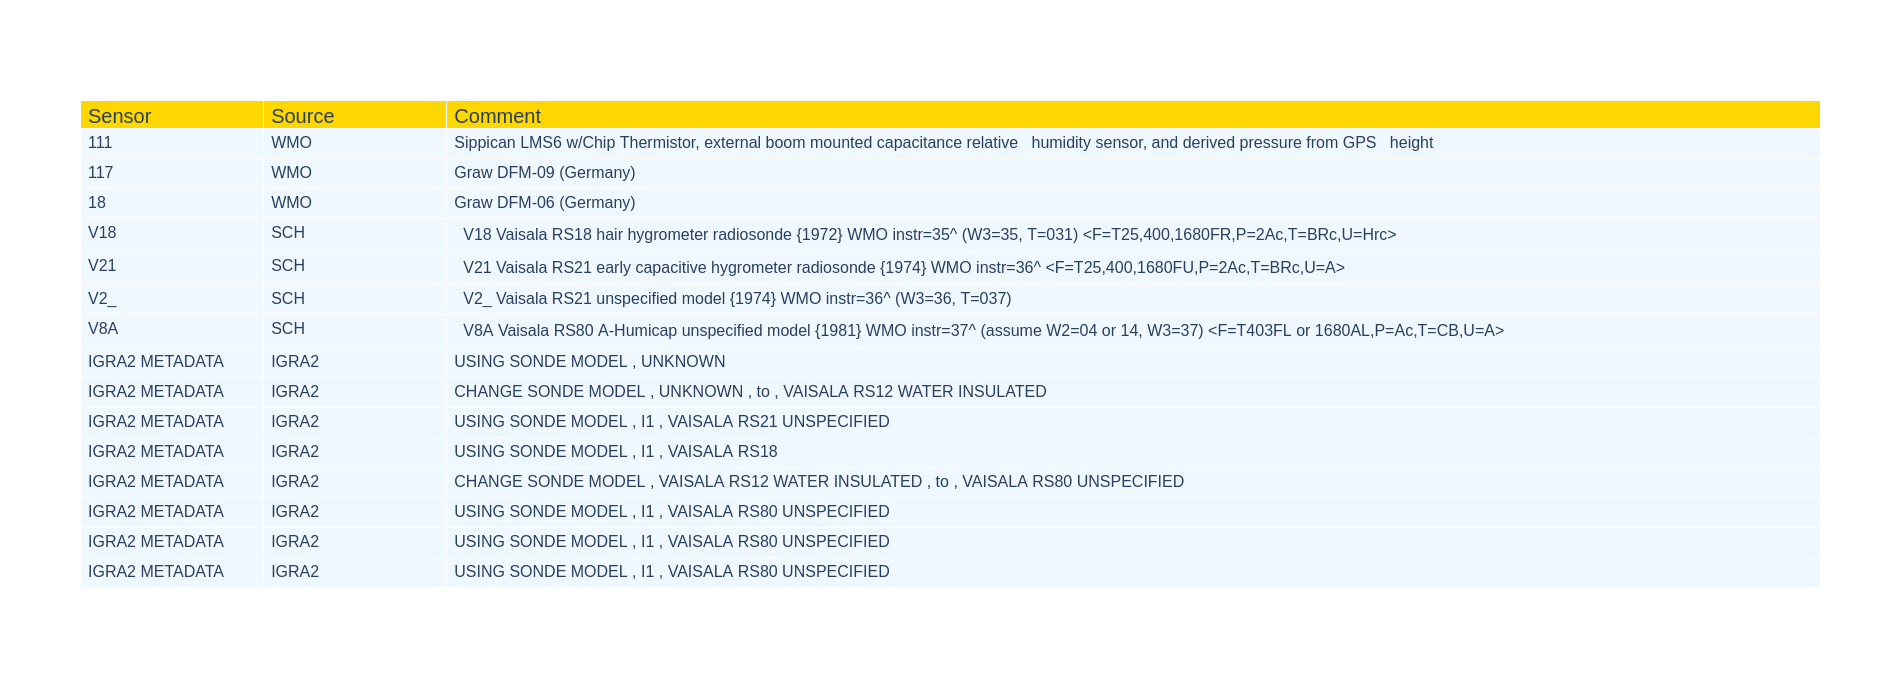 Sensor Source Comment
111 WMO Sippican LMS6 w/Chip Thermistor, external boom mounted capacitance relative   humidity sensor, and derived pressure from GPS   height
117 WMO Graw DFM-09 (Germany)
18 WMO Graw DFM-06 (Germany)
V18 SCH V18 Vaisala RS18 hair hygrometer radiosonde {1972} WMO instr=35^ (W3=35, T=031) <F=T25,400,1680FR,P=2Ac,T=BRc,U=Hrc>
V21 SCH V21 Vaisala RS21 early capacitive hygrometer radiosonde {1974} WMO instr=36^ <F=T25,400,1680FU,P=2Ac,T=BRc,U=A>
V2_ SCH V2_ Vaisala RS21 unspecified model {1974} WMO instr=36^ (W3=36, T=037)
V8A SCH V8A Vaisala RS80 A-Humicap unspecified model {1981} WMO instr=37^ (assume W2=04 or 14, W3=37) <F=T403FL or 1680AL,P=Ac,T=CB,U=A>
IGRA2 METADATA IGRA2 USING SONDE MODEL , UNKNOWN
IGRA2 METADATA IGRA2 CHANGE SONDE MODEL , UNKNOWN , to , VAISALA RS12 WATER INSULATED
IGRA2 METADATA IGRA2 USING SONDE MODEL , I1 , VAISALA RS21 UNSPECIFIED
IGRA2 METADATA IGRA2 USING SONDE MODEL , I1 , VAISALA RS18
IGRA2 METADATA IGRA2 CHANGE SONDE MODEL , VAISALA RS12 WATER INSULATED , to , VAISALA RS80 UNSPECIFIED
IGRA2 METADATA IGRA2 USING SONDE MODEL , I1 , VAISALA RS80 UNSPECIFIED
IGRA2 METADATA IGRA2 USING SONDE MODEL , I1 , VAISALA RS80 UNSPECIFIED
IGRA2 METADATA IGRA2 USING SONDE MODEL , I1 , VAISALA RS80 UNSPECIFIED